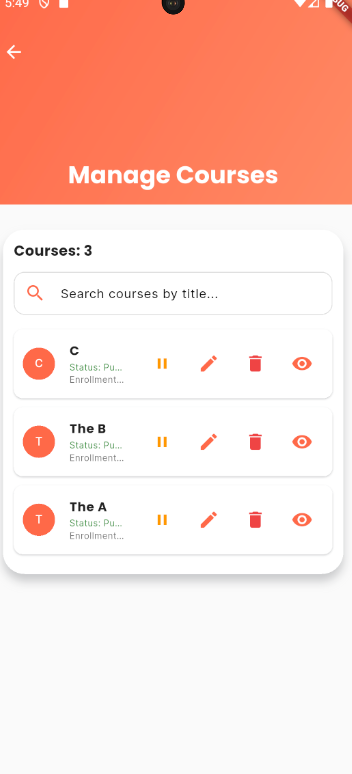 5:49
Manage Courses
Courses: 3
Search courses by title...
C
C
Status: Pu...
Enrollment...
T
The B
Status: Pu...
Enrollment...
T
The A
Status: Pu...
Enrollment...